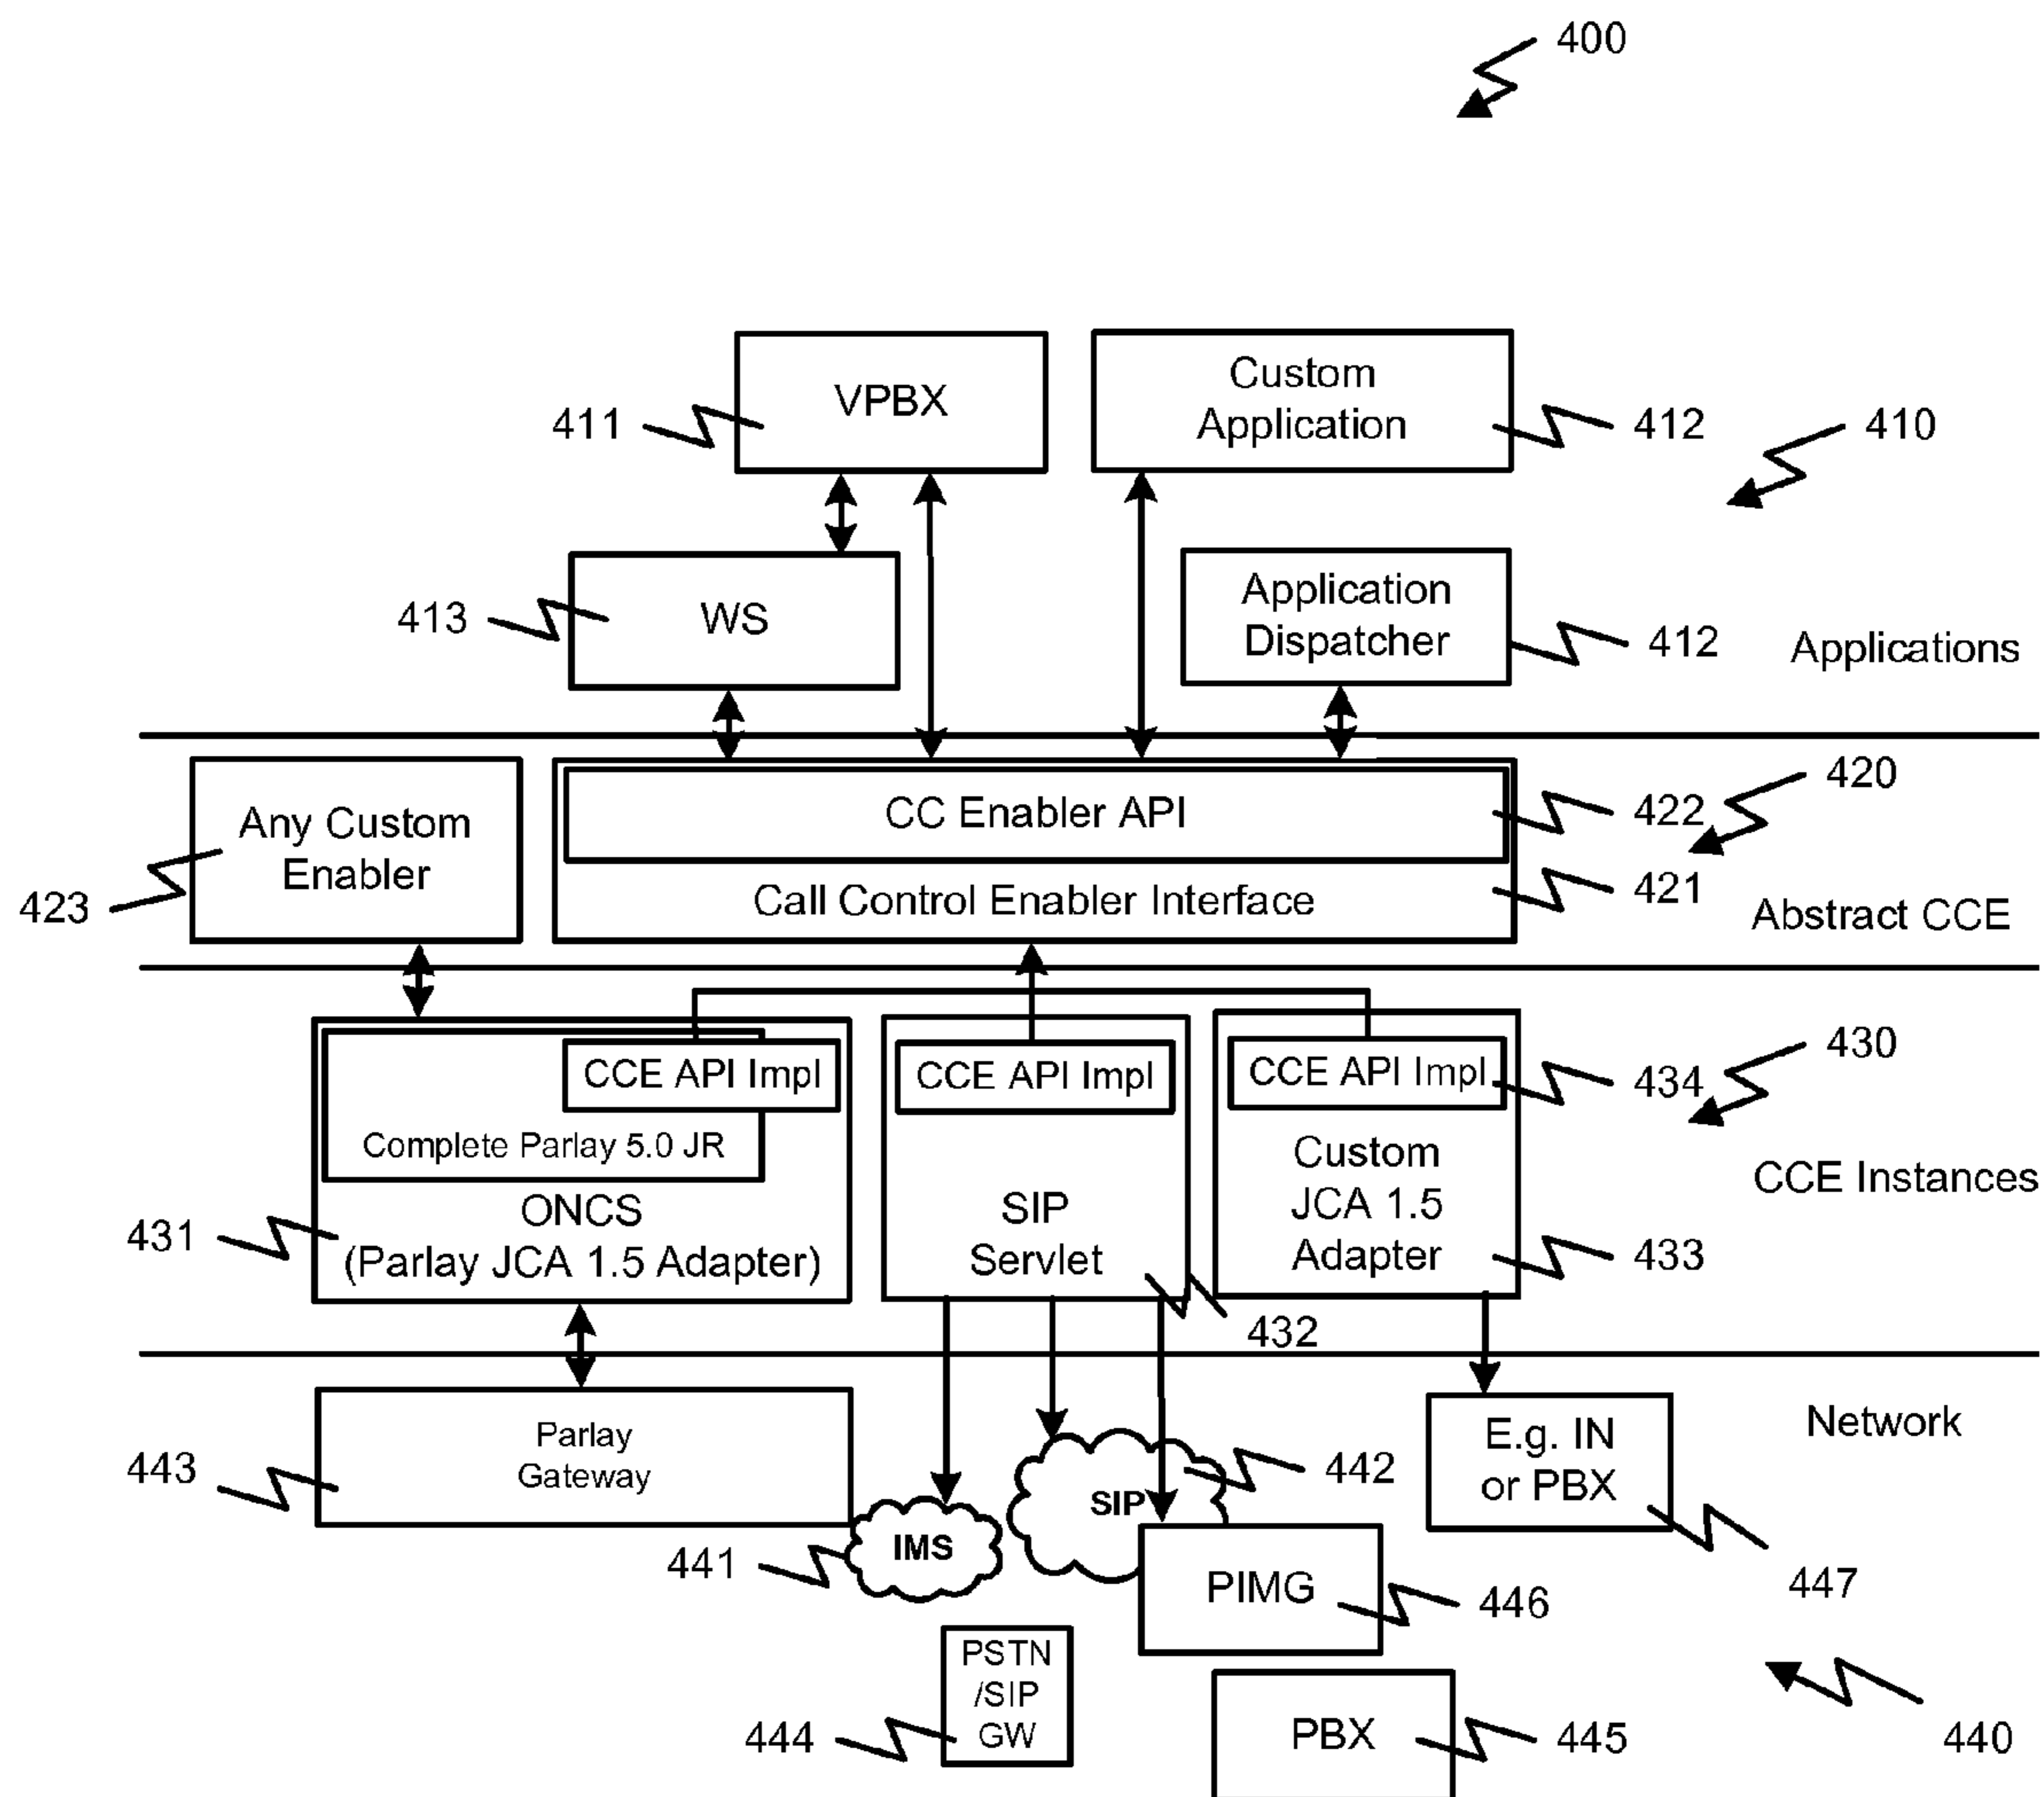 400
VPBX
Custom
Application
411
412
410
WS
Application
Dispatcher
413
412
Applications
Any Custom
Enabler
CC Enabler API
420
422
423
Call Control Enabler Interface
421
Abstract CCE
CCE API Impl
CCE API Impl
CCE API Impl
434
430
Complete Parlay 5.0 JR
Custom
JCA 1.5
Adapter
CCE Instances
431
ONCS
(Parlay JCA 1.5 Adapter)
SIP
Servlet
433
432
Parlay
Gateway
443
E.g. IN
or PBX
Network
442
SIP
IMS
441
PIMG
446
447
PSTN
/SIP
GW
444
PBX
445
440